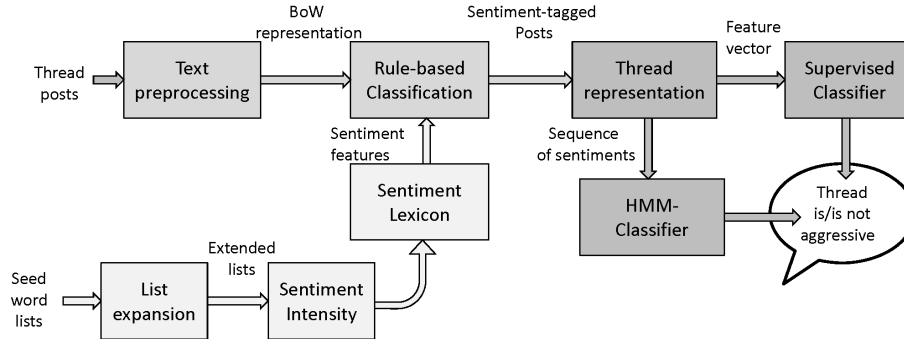 BoW
representation
Sentiment-tagged
Posts
Feature
vector
Thread
posts
Text
preprocessing
Rule-based
Classification
Thread
representation
Supervised
Classifier
Sentiment
features
Sequence
of sentiments
Sentiment
Lexicon
HMM-
Classifier
Thread
is/is not
aggressive
Seed
word
lists
List
expansion
Extended
lists
Sentiment
Intensity